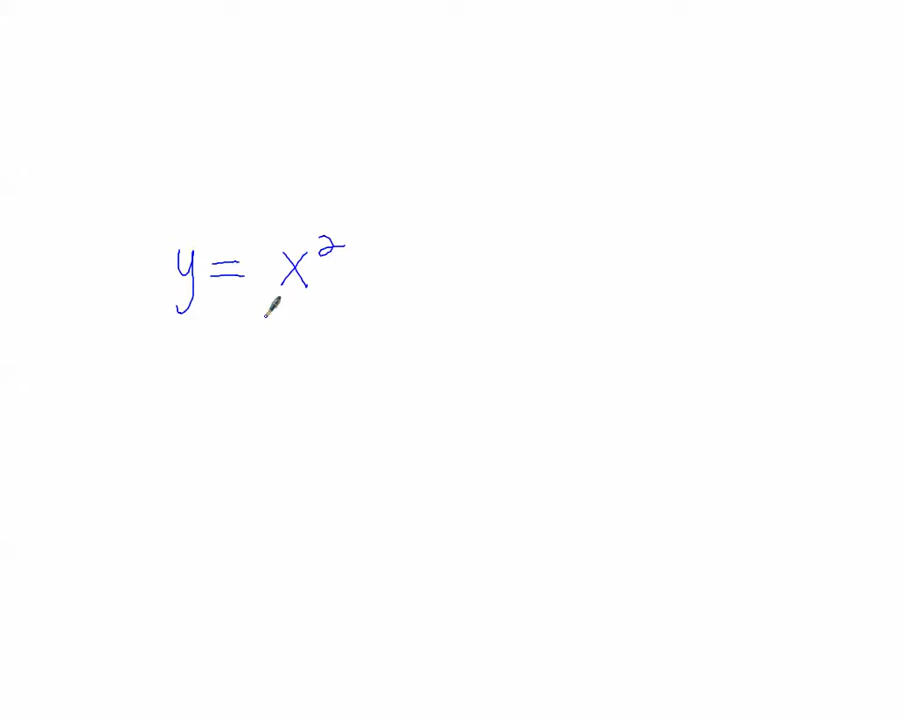 y = x²